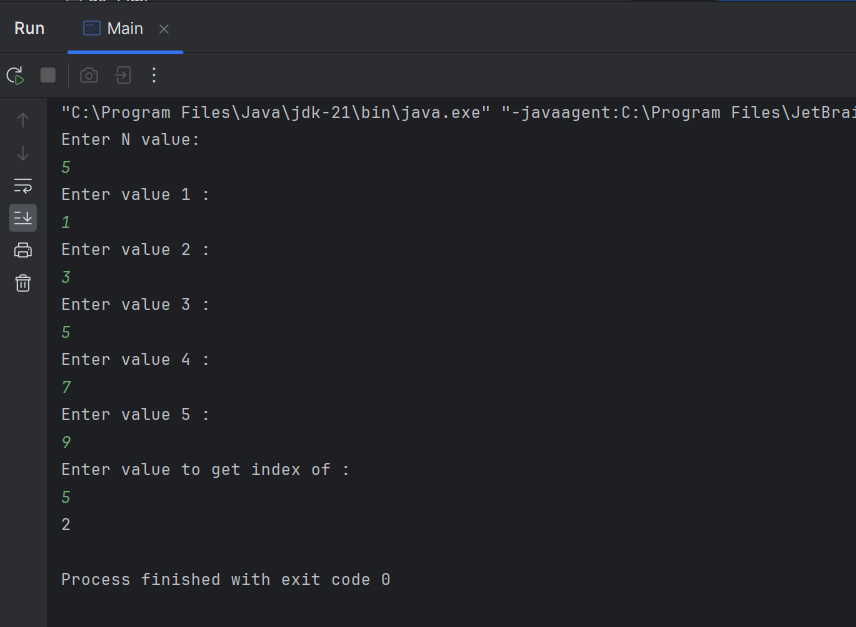 Run Main
"C:\Program Files\Java\jdk-21\bin\java.exe" "-javaagent:C:\Program Files\JetBrai
Enter N value:
5
Enter value 1 :
1
Enter value 2 :
3
Enter value 3 :
5
Enter value 4 :
7
Enter value 5 :
9
Enter value to get index of :
5
2
Process finished with exit code 0